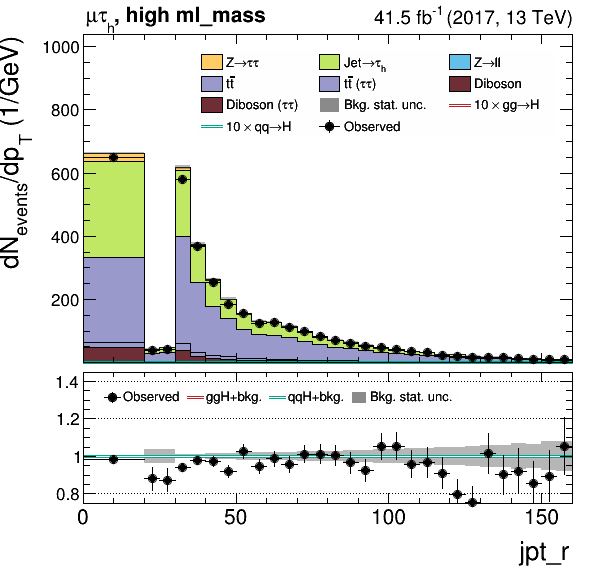 μτh, high ml_mass 41.5 fb⁻¹ (2017, 13 TeV)
dNevents/dpT (1/GeV)
1000
800
600
400
200
Z→ττ Jet→τh Z→ll
tt̄ tt̄ (ττ) Diboson
Diboson (ττ) Bkg. stat. unc. 10 × gg→H
10 × qq→H Observed
1.4
1.2
1
0.8
Observed ggH+bkg. qqH+bkg. Bkg. stat. unc.
0 50 100 150
jpt_r